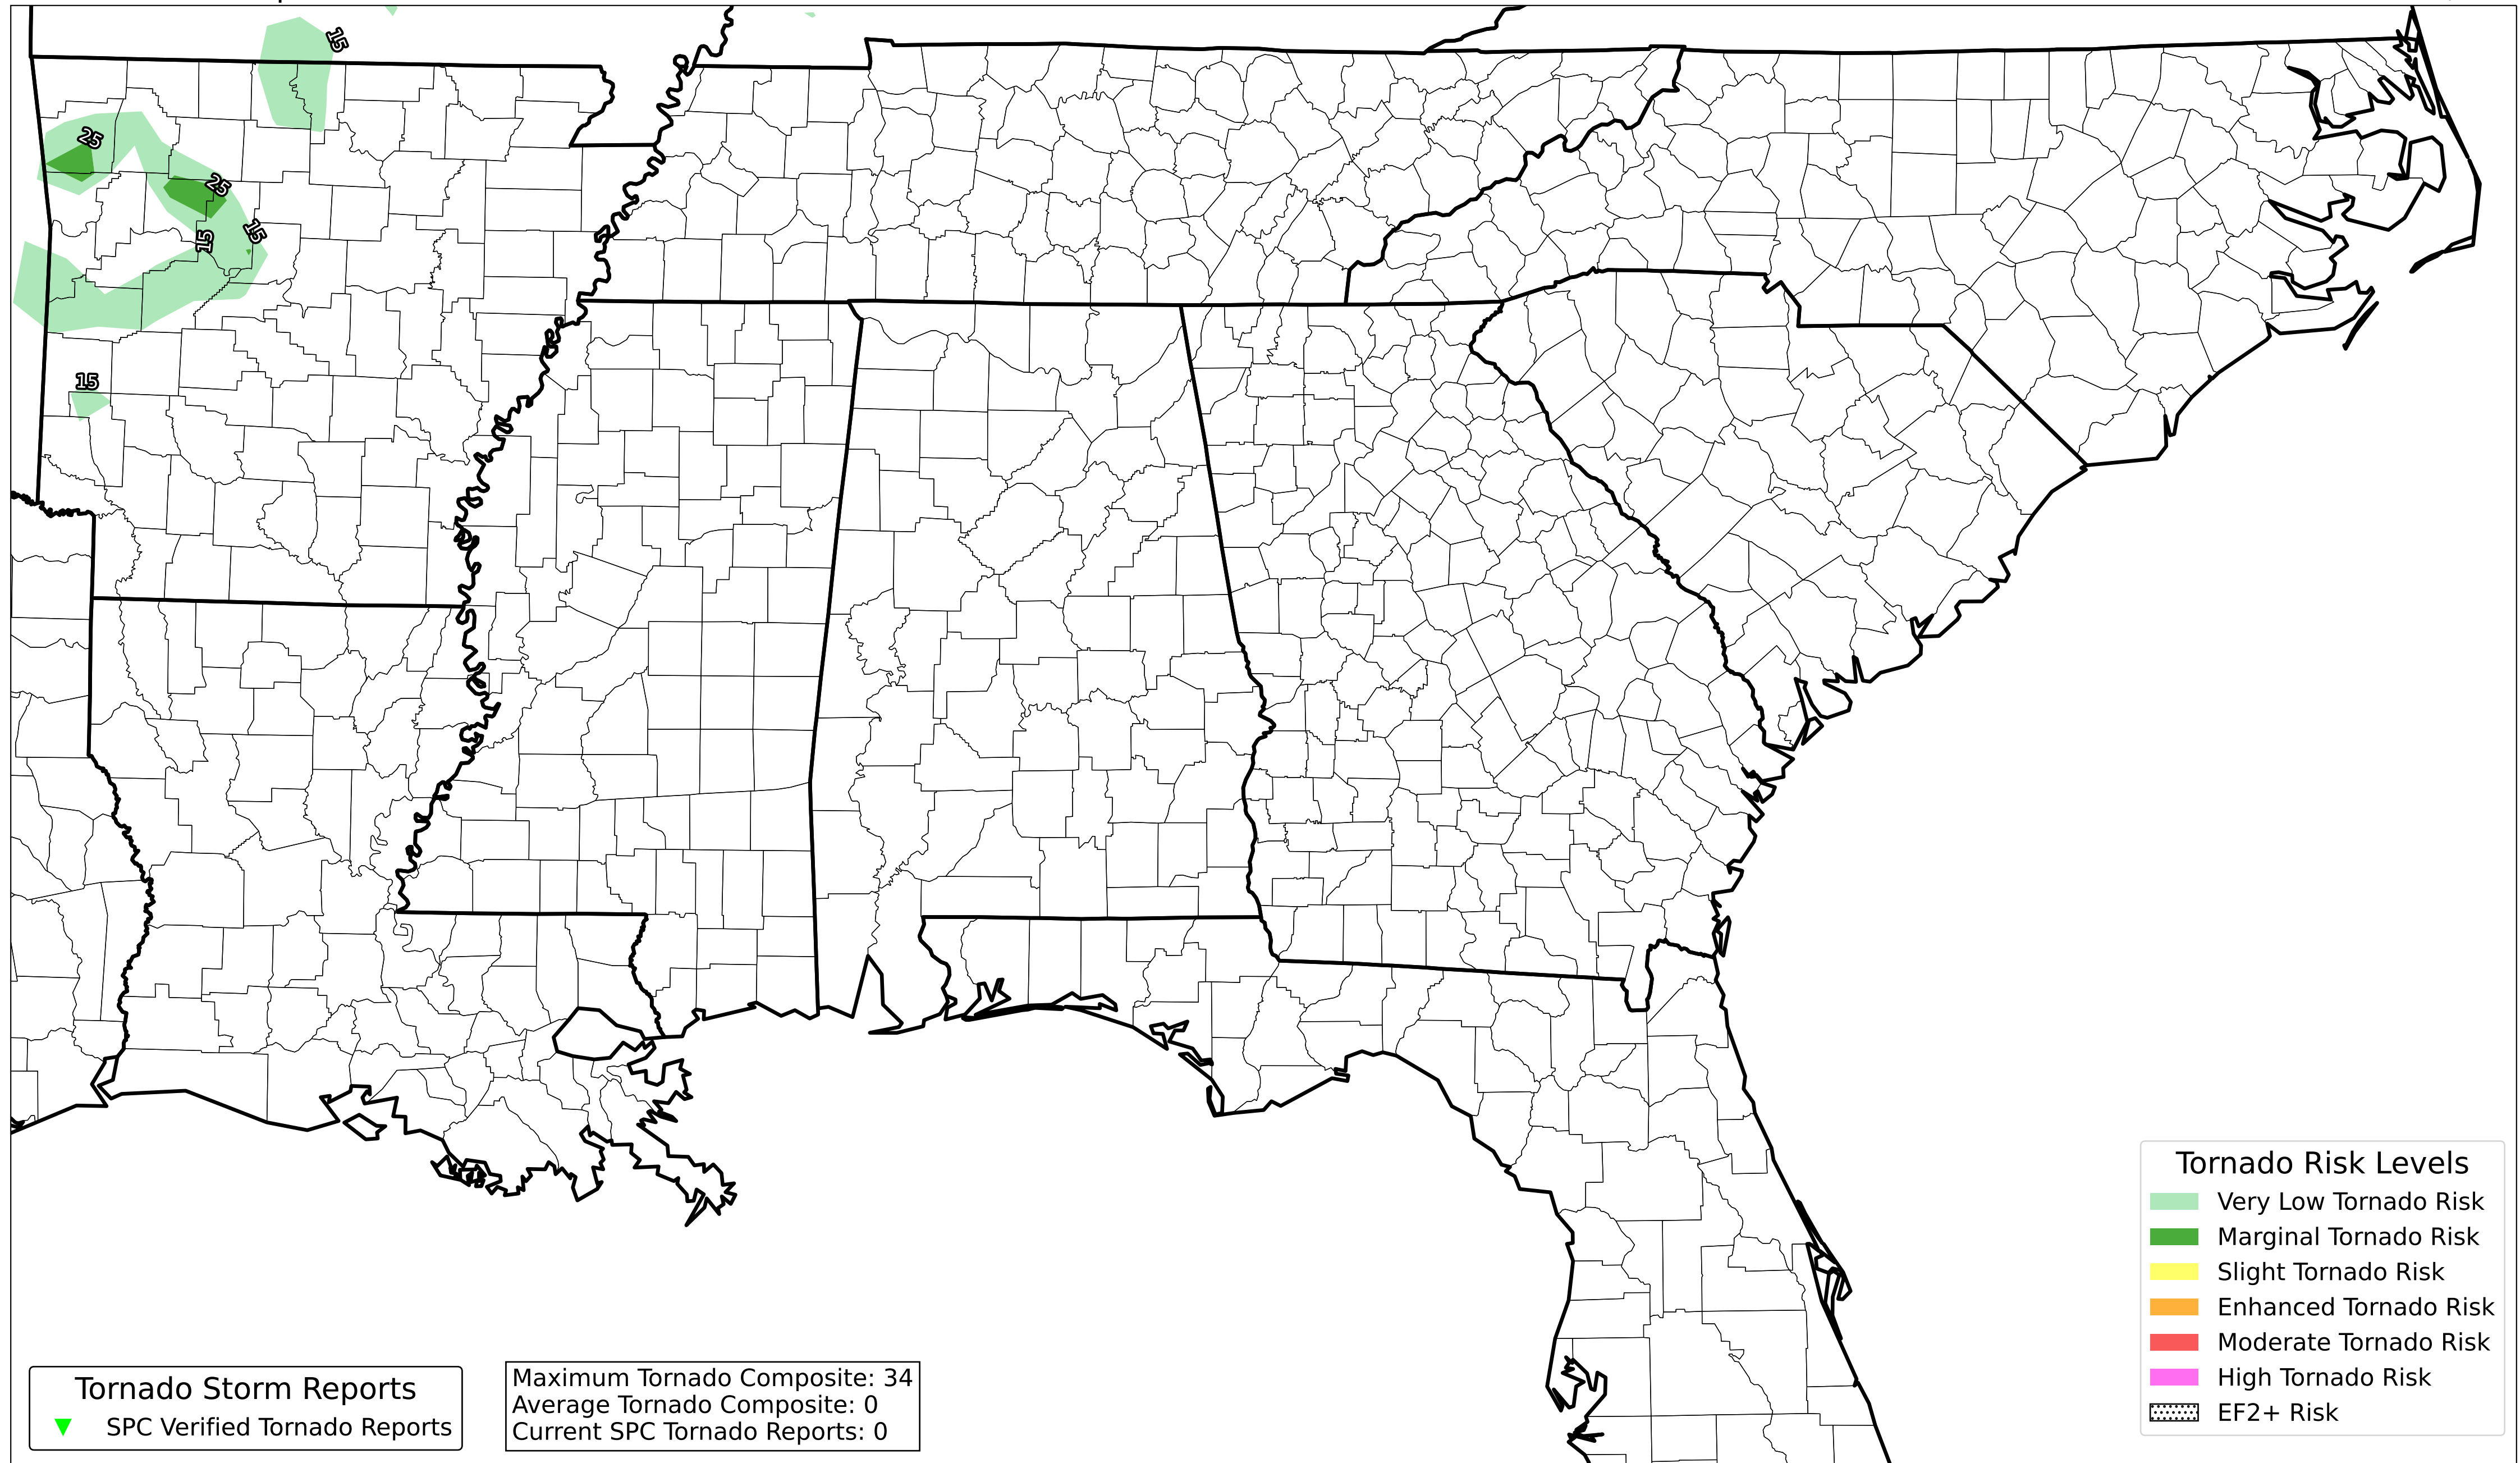 15
25
25
15
15
15
Tornado Risk Levels
Very Low Tornado Risk
Marginal Tornado Risk
Slight Tornado Risk
Enhanced Tornado Risk
Moderate Tornado Risk
High Tornado Risk
EF2+ Risk
Tornado Storm Reports
SPC Verified Tornado Reports
Maximum Tornado Composite: 34
Average Tornado Composite: 0
Current SPC Tornado Reports: 0